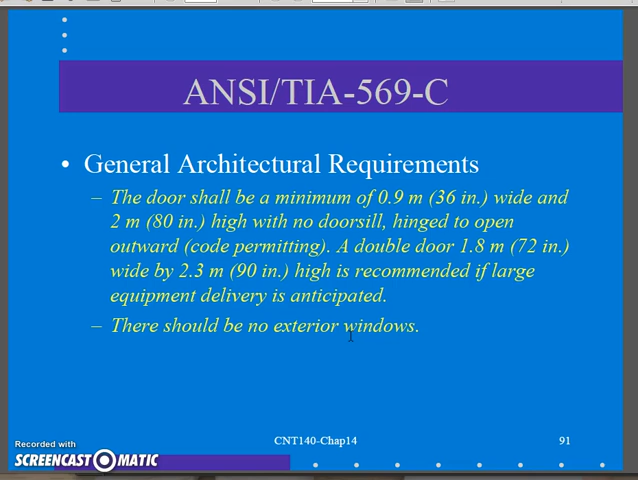 ANSI/TIA-569-C
• General Architectural Requirements
– The door shall be a minimum of 0.9 m (36 in.) wide and
2 m (80 in.) high with no doorsill, hinged to open
outward (code permitting). A double door 1.8 m (72 in.)
wide by 2.3 m (90 in.) high is recommended if large
equipment delivery is anticipated.
– There should be no exterior windows.
CNT140-Chap14 91
Recorded with
SCREENCAST-O-MATIC